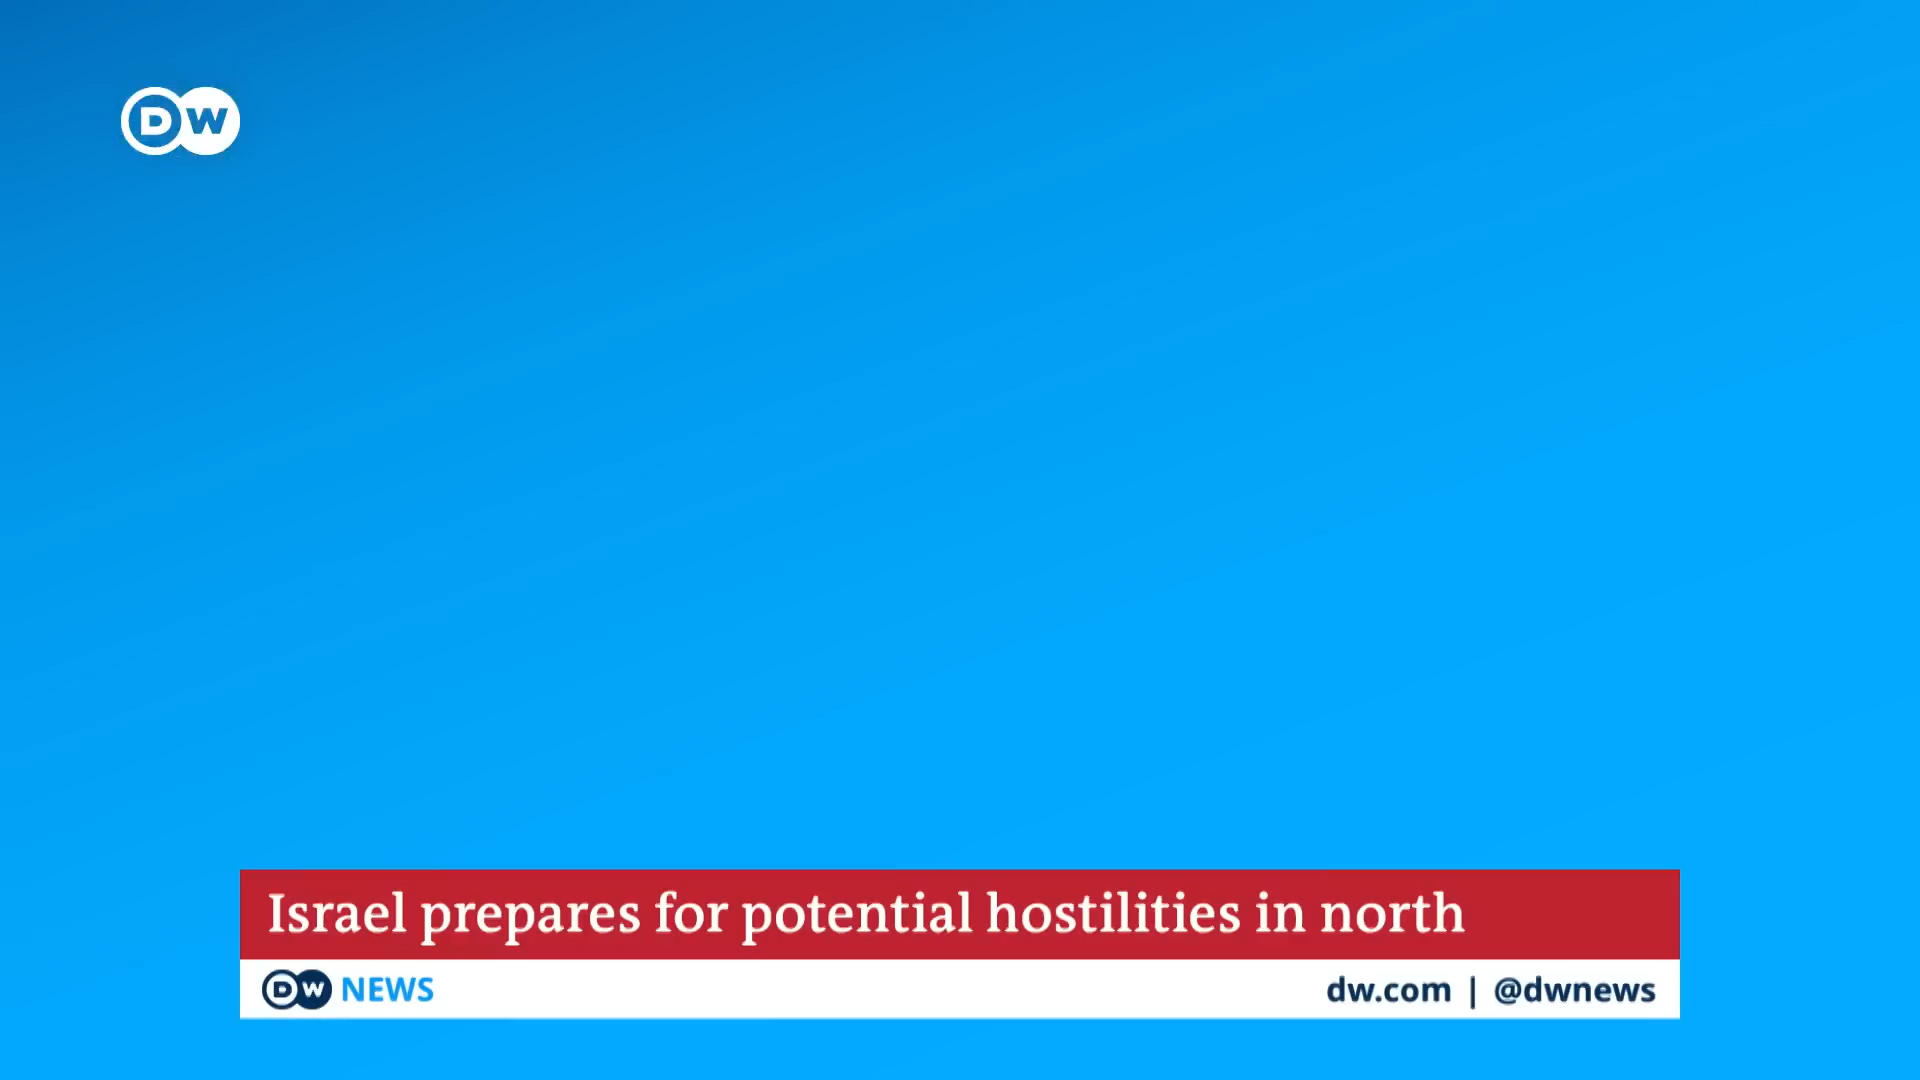 DW
Israel prepares for potential hostilities in north
DW NEWS
dw.com | @dwnews